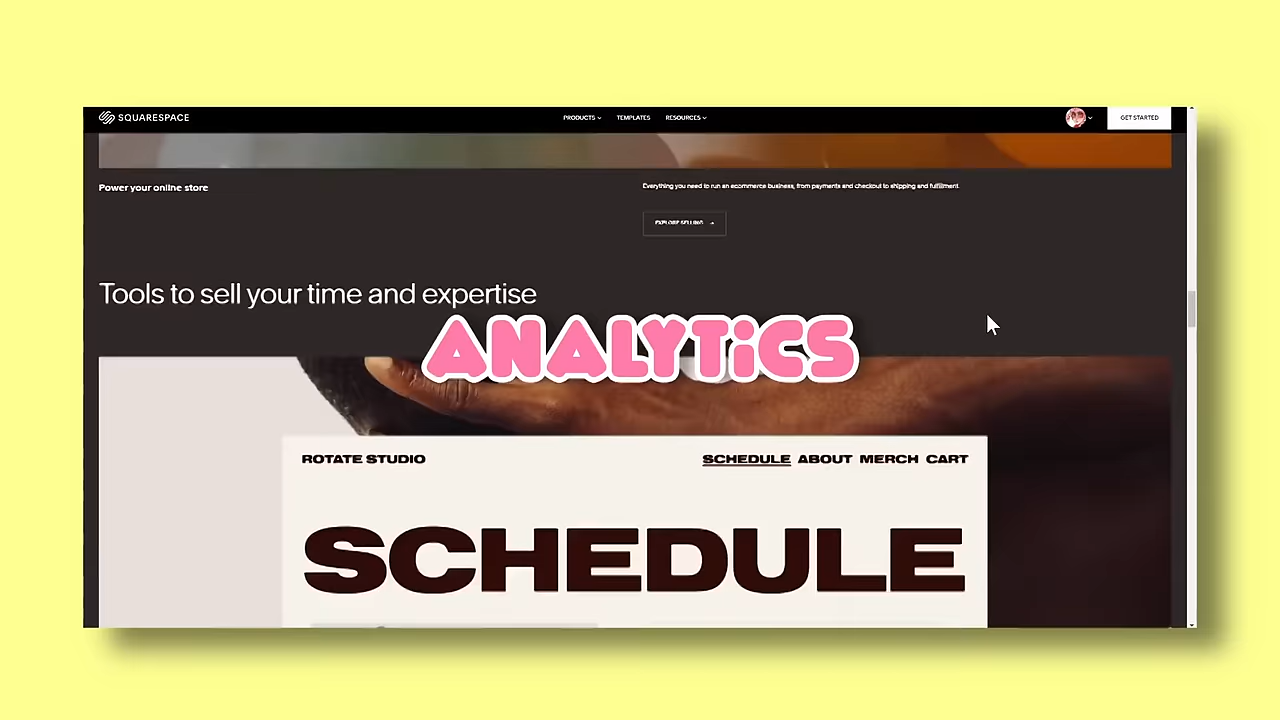 SQUARESPACE
PRODUCTS TEMPLATES RESOURCES
GET STARTED
Power your online store
Everything you need to run an ecommerce business, from payments and checkout to shipping and fulfillment.
EXPLORE SELLING
Tools to sell your time and expertise
ANALYTiCS
ROTATE STUDIO
SCHEDULE ABOUT MERCH CART
SCHEDULE